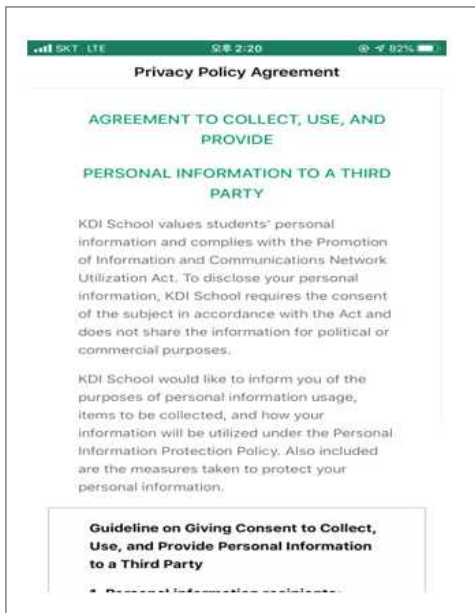 SKT LTE 오후 2:20 82%
Privacy Policy Agreement
AGREEMENT TO COLLECT, USE, AND
PROVIDE
PERSONAL INFORMATION TO A THIRD
PARTY
KDI School values students' personal
information and complies with the Promotion
of Information and Communications Network
Utilization Act. To disclose your personal
information, KDI School requires the consent
of the subject in accordance with the Act and
does not share the information for political or
commercial purposes.
KDI School would like to inform you of the
purposes of personal information usage,
items to be collected, and how your
information will be utilized under the Personal
Information Protection Policy. Also included
are the measures taken to protect your
personal information.
Guideline on Giving Consent to Collect,
Use, and Provide Personal Information
to a Third Party
1. Personal information recipients: